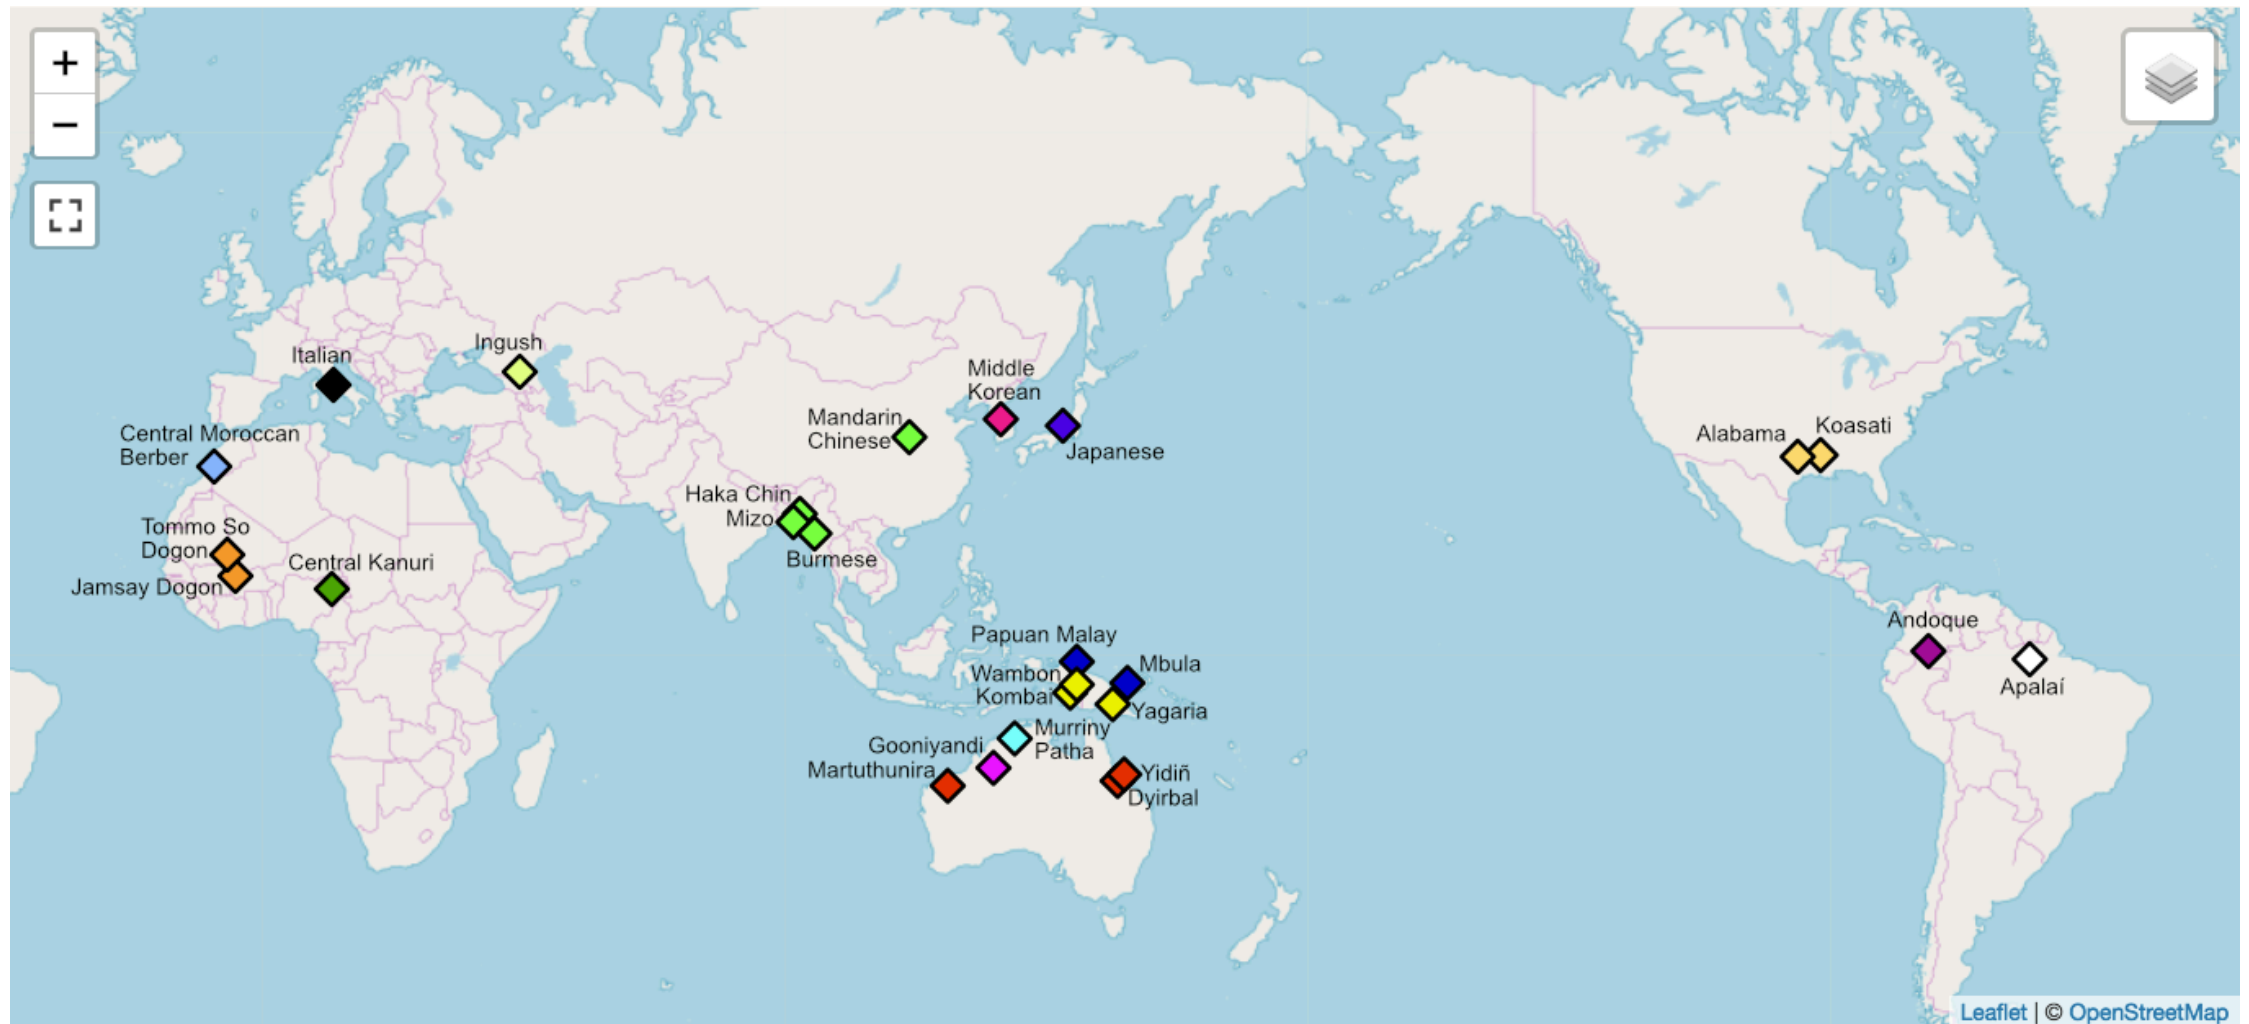 +
−
Ingush
Italian
Middle
Korean
Mandarin
Chinese
Japanese
Koasati
Alabama
Central Moroccan
Berber
Haka Chin
Mizo
Burmese
Tommo So
Dogon
Central Kanuri
Jamsay Dogon
Andoque
Apalaí
Papuan Malay
Mbula
Wambon
Kombai
Yagaria
Murriny
Patha
Gooniyandi
Martuthunira
Yidiñ
Dyirbal
Leaflet | © OpenStreetMap